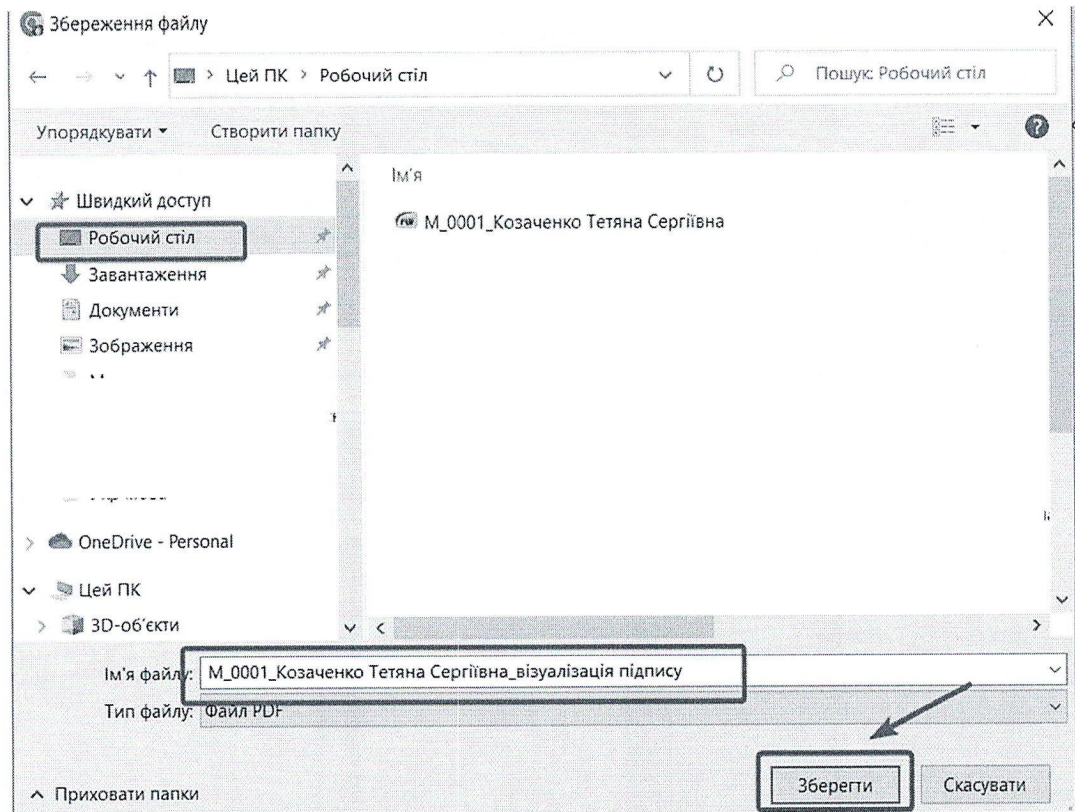 Збереження файлу
Цей ПК > Робочий стіл
Пошук: Робочий стіл
Упорядкувати
Створити папку
Ім'я
Швидкий доступ
M_0001_Козаченко Тетяна Сергіївна
Робочий стіл
Завантаження
Документи
Зображення
OneDrive - Personal
Цей ПК
3D-об'єкти
Ім'я файлу: M_0001_Козаченко Тетяна Сергіївна_візуалізація підпису
Тип файлу: Файл PDF
Зберегти
Скасувати
Приховати папки